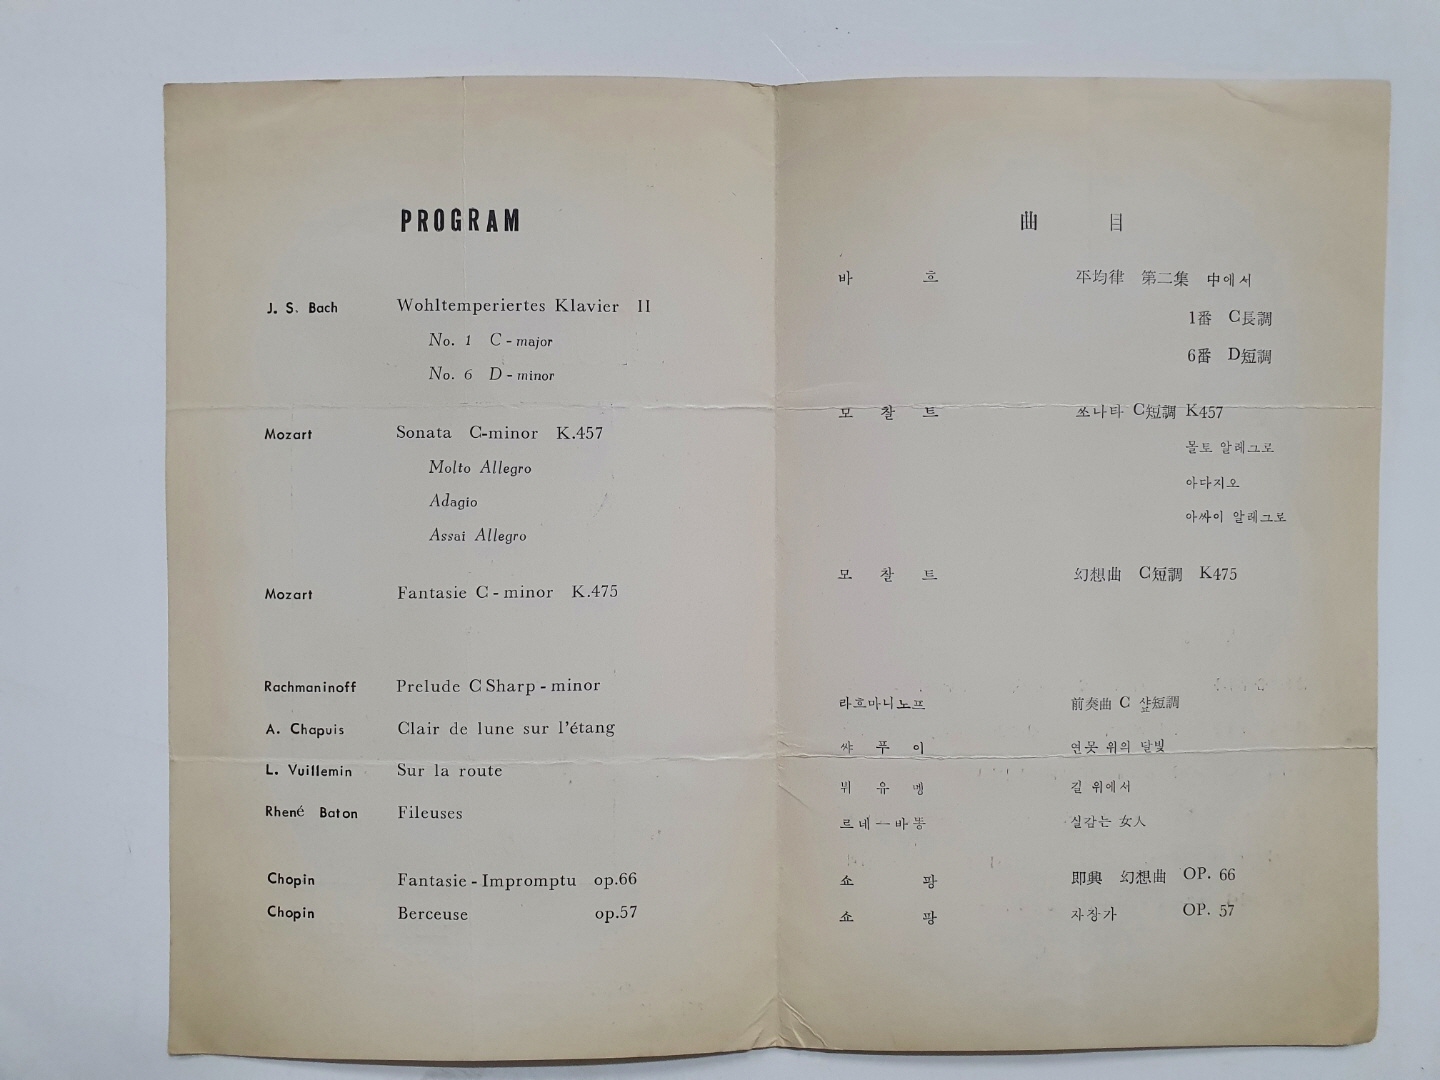 PROGRAM
J. S. Bach Wohltemperiertes Klavier II
No. 1 C - major
No. 6 D - minor
Mozart Sonata C-minor K.457
Molto Allegro
Adagio
Assai Allegro
Mozart Fantasie C - minor K.475
Rachmaninoff Prelude C Sharp - minor
A. Chapuis Clair de lune sur l'étang
L. Vuillemin Sur la route
Rhené Baton Fileuses
Chopin Fantasie - Impromptu op.66
Chopin Berceuse op.57
曲 目
바 흐 平均律 第二集 中에서
1番 C長調
6番 D短調
모 찰 트 쏘나타 C短調 K457
몰토 알레그로
아다지오
아싸이 알레그로
모 찰 트 幻想曲 C短調 K475
라흐마니노프 前奏曲 C 샾短調
샤 푸 이 연못 위의 달빛
뷔 유 멩 길 위에서
르네ー바똥 실감는 女人
쇼 팡 即興 幻想曲 OP. 66
쇼 팡 자장가 OP. 57